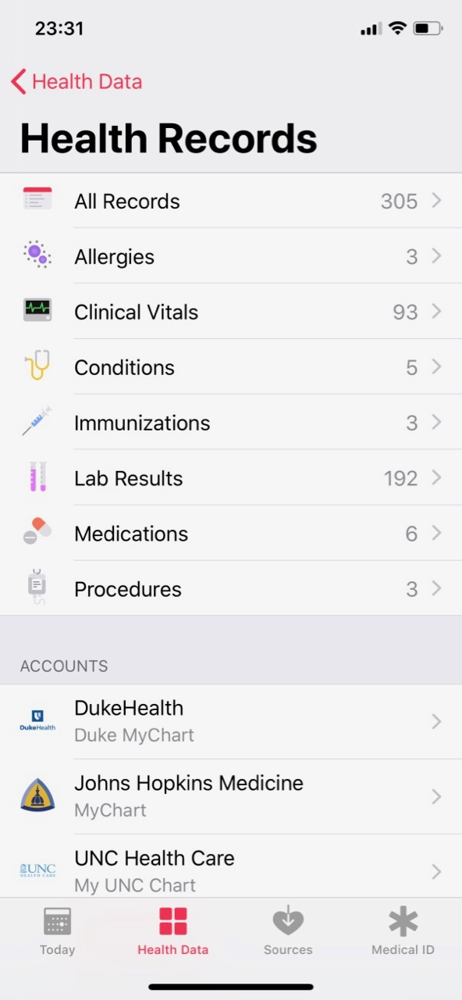 23:31
Health Data
Health Records
All Records 305
Allergies 3
Clinical Vitals 93
Conditions 5
Immunizations 3
Lab Results 192
Medications 6
Procedures 3
ACCOUNTS
DukeHealth
DukeHealth
Duke MyChart
Johns Hopkins Medicine
MyChart
UNC
HEALTH CARE
UNC Health Care
My UNC Chart
Today Health Data Sources Medical ID